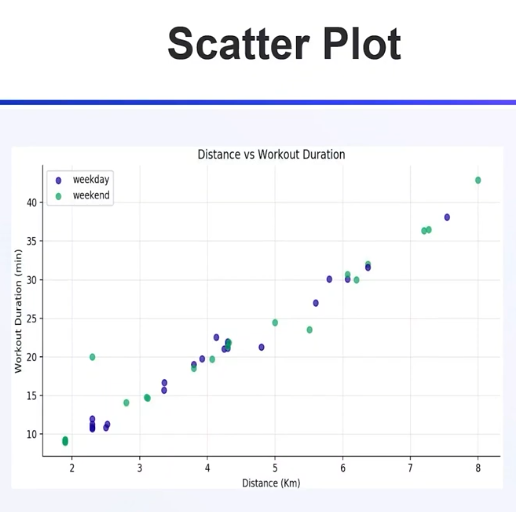 Scatter Plot
Distance vs Workout Duration
weekday
weekend
Workout Duration (min)
40
35
30
25
20
15
10
2 3 4 5 6 7 8
Distance (Km)